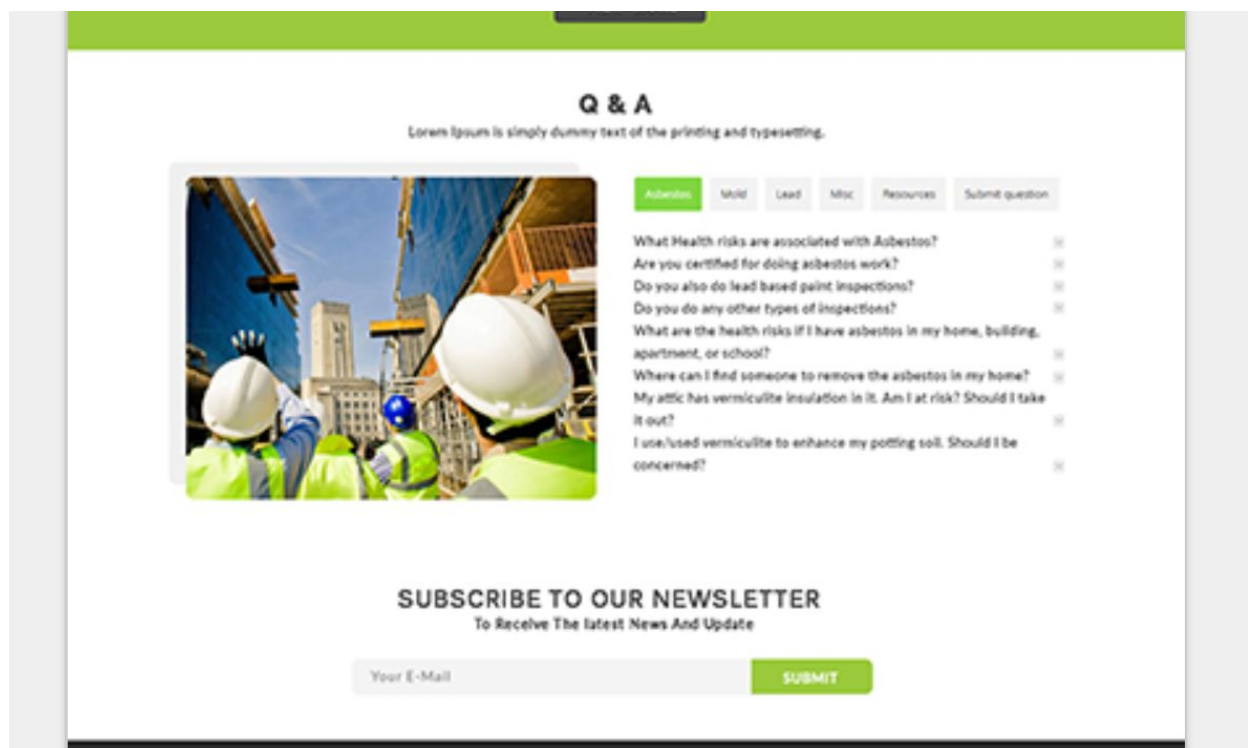 Q & A
Lorem Ipsum is simply dummy text of the printing and typesetting.
Asbestos
Mold
Lead
Misc
Resources
Submit question
What Health risks are associated with Asbestos?
Are you certified for doing asbestos work?
Do you also do lead based paint inspections?
Do you do any other types of inspections?
What are the health risks if I have asbestos in my home, building,
apartment, or school?
Where can I find someone to remove the asbestos in my home?
My attic has vermiculite insulation in it. Am I at risk? Should I take
it out?
I use/used vermiculite to enhance my potting soil. Should I be
concerned?
SUBSCRIBE TO OUR NEWSLETTER
To Receive The latest News And Update
Your E-Mail
SUBMIT